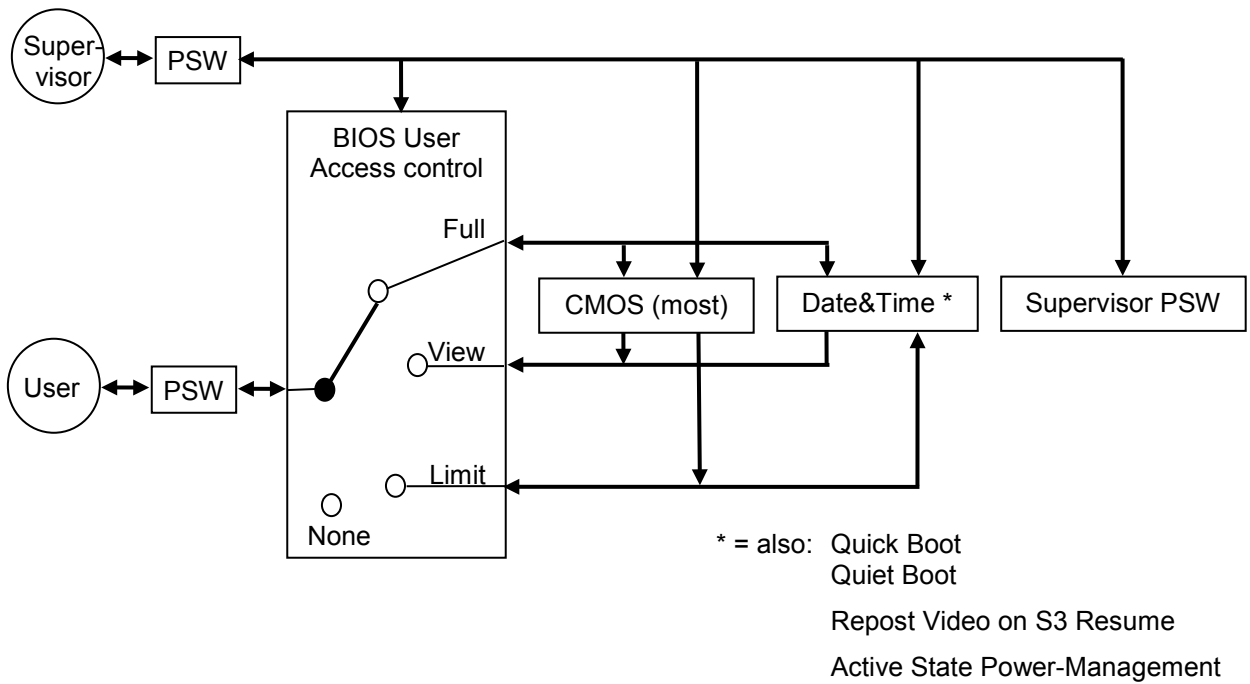 Super-
visor
PSW
BIOS User
Access control
Full
CMOS (most)
Date&Time *
Supervisor PSW
View
User
PSW
Limit
None
* = also: Quick Boot
Quiet Boot
Repost Video on S3 Resume
Active State Power-Management